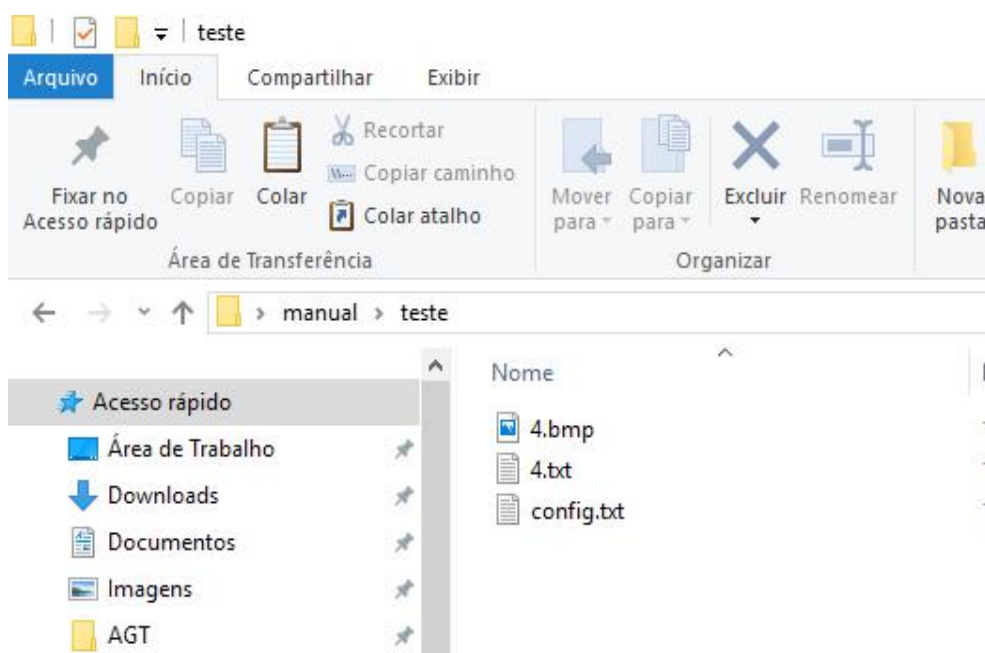 teste
Arquivo Início Compartilhar Exibir
Fixar no
Acesso rápido
Copiar
Colar
Recortar
Copiar caminho
Colar atalho
Mover
para
Copiar
para
Excluir
Renomear
Nova
pasta
Área de Transferência
Organizar
manual > teste
Nome
Acesso rápido
Área de Trabalho
Downloads
Documentos
Imagens
AGT
4.bmp
4.txt
config.txt